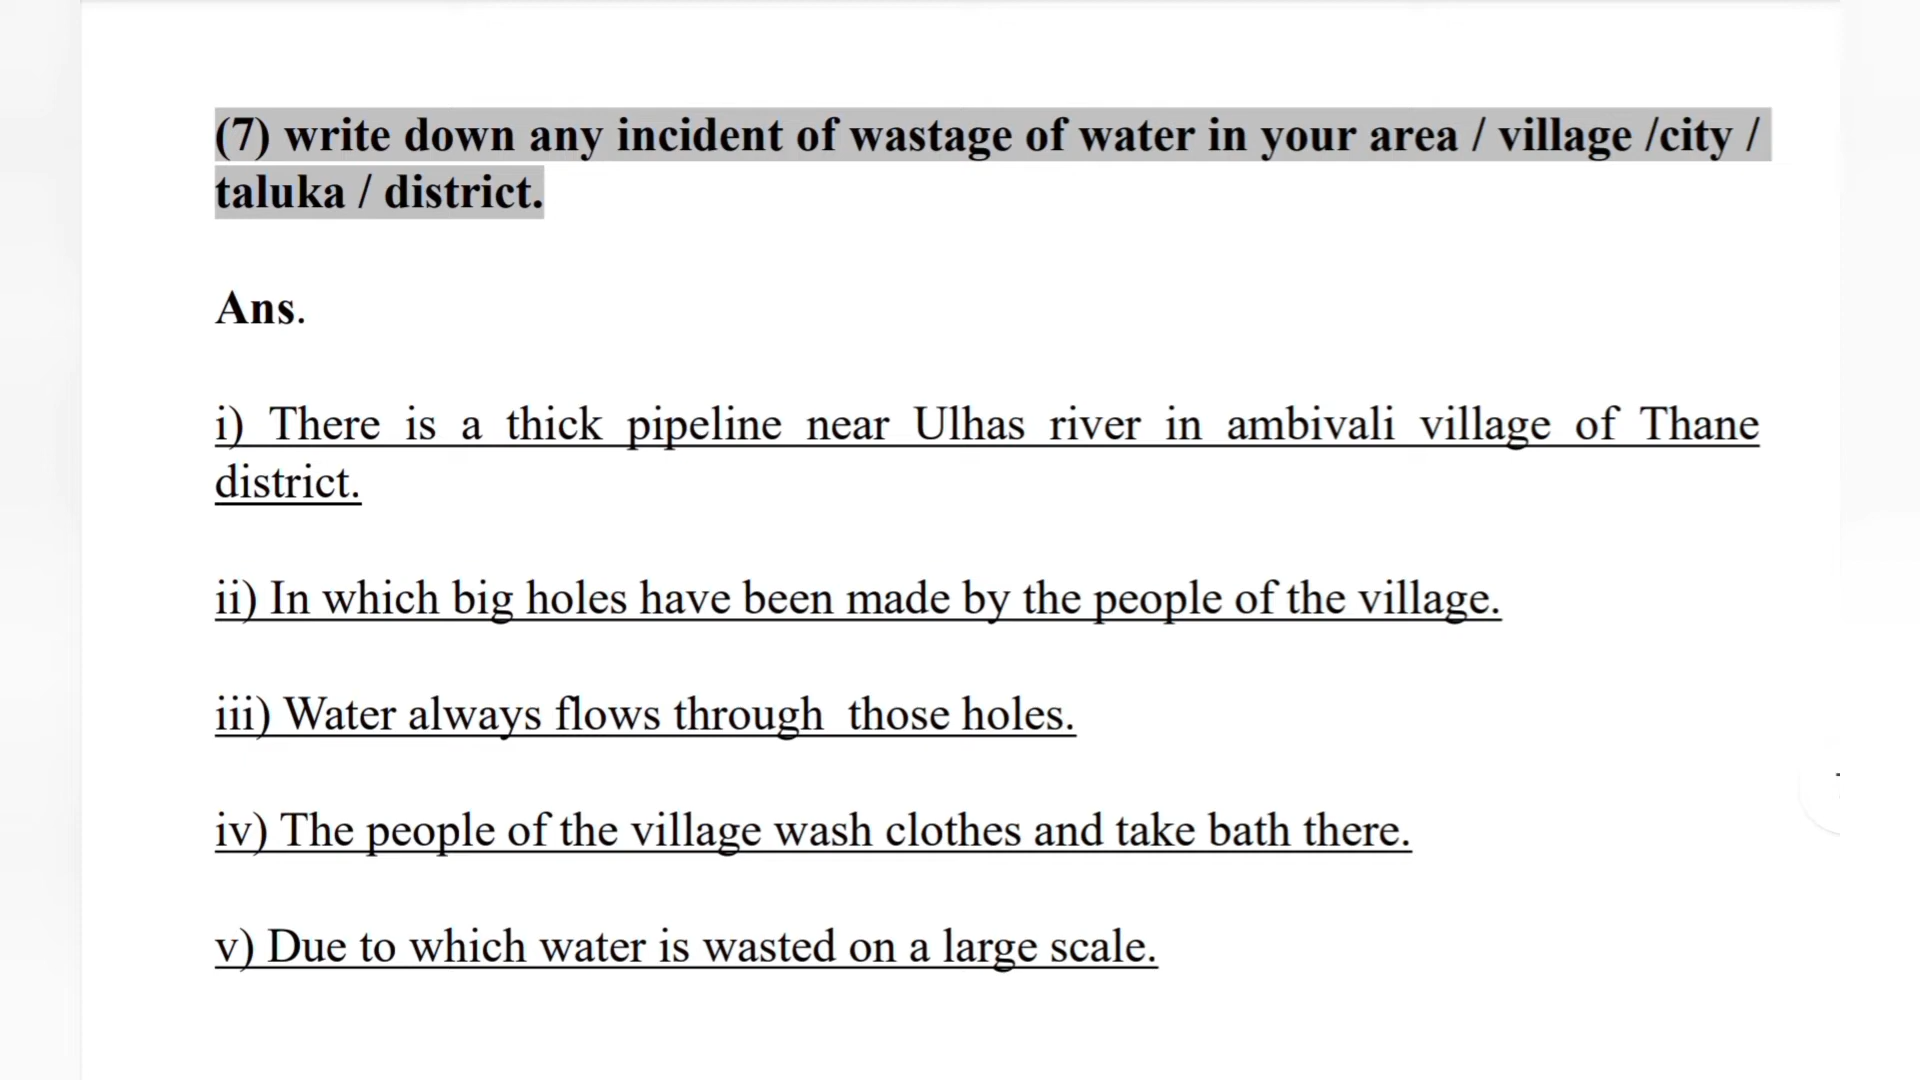 (7) write down any incident of wastage of water in your area / village /city /
taluka / district.
Ans.
i) There is a thick pipeline near Ulhas river in ambivali village of Thane
district.
ii) In which big holes have been made by the people of the village.
iii) Water always flows through  those holes.
iv) The people of the village wash clothes and take bath there.
v) Due to which water is wasted on a large scale.